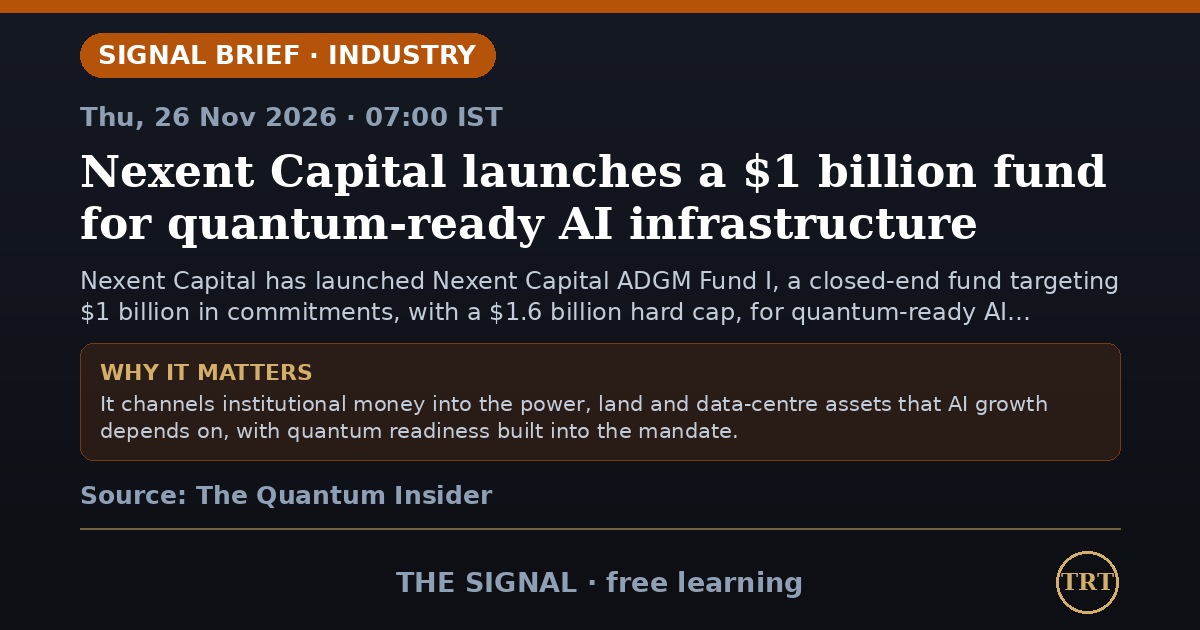 SIGNAL BRIEF · INDUSTRY
Thu, 26 Nov 2026 · 07:00 IST
Nexent Capital launches a $1 billion fund
for quantum-ready AI infrastructure
Nexent Capital has launched Nexent Capital ADGM Fund I, a closed-end fund targeting
$1 billion in commitments, with a $1.6 billion hard cap, for quantum-ready AI…
WHY IT MATTERS
It channels institutional money into the power, land and data-centre assets that AI growth
depends on, with quantum readiness built into the mandate.
Source: The Quantum Insider
THE SIGNAL · free learning
TRT